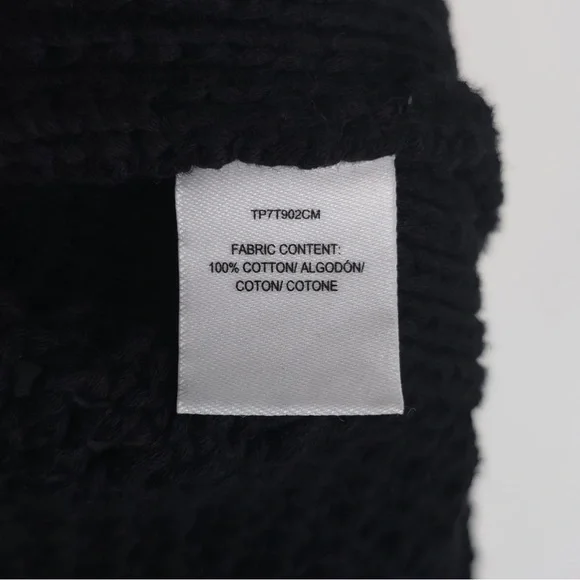 TP7T902CM
FABRIC CONTENT:
100% COTTON/ ALGODÓN/
COTON/ COTONE